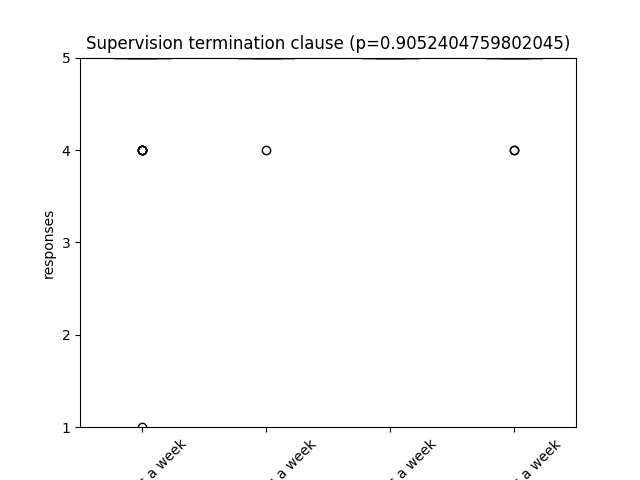 Supervision termination clause (p=0.9052404759802045)
5
4
3
2
1
responses
a week
a week
a week
a week